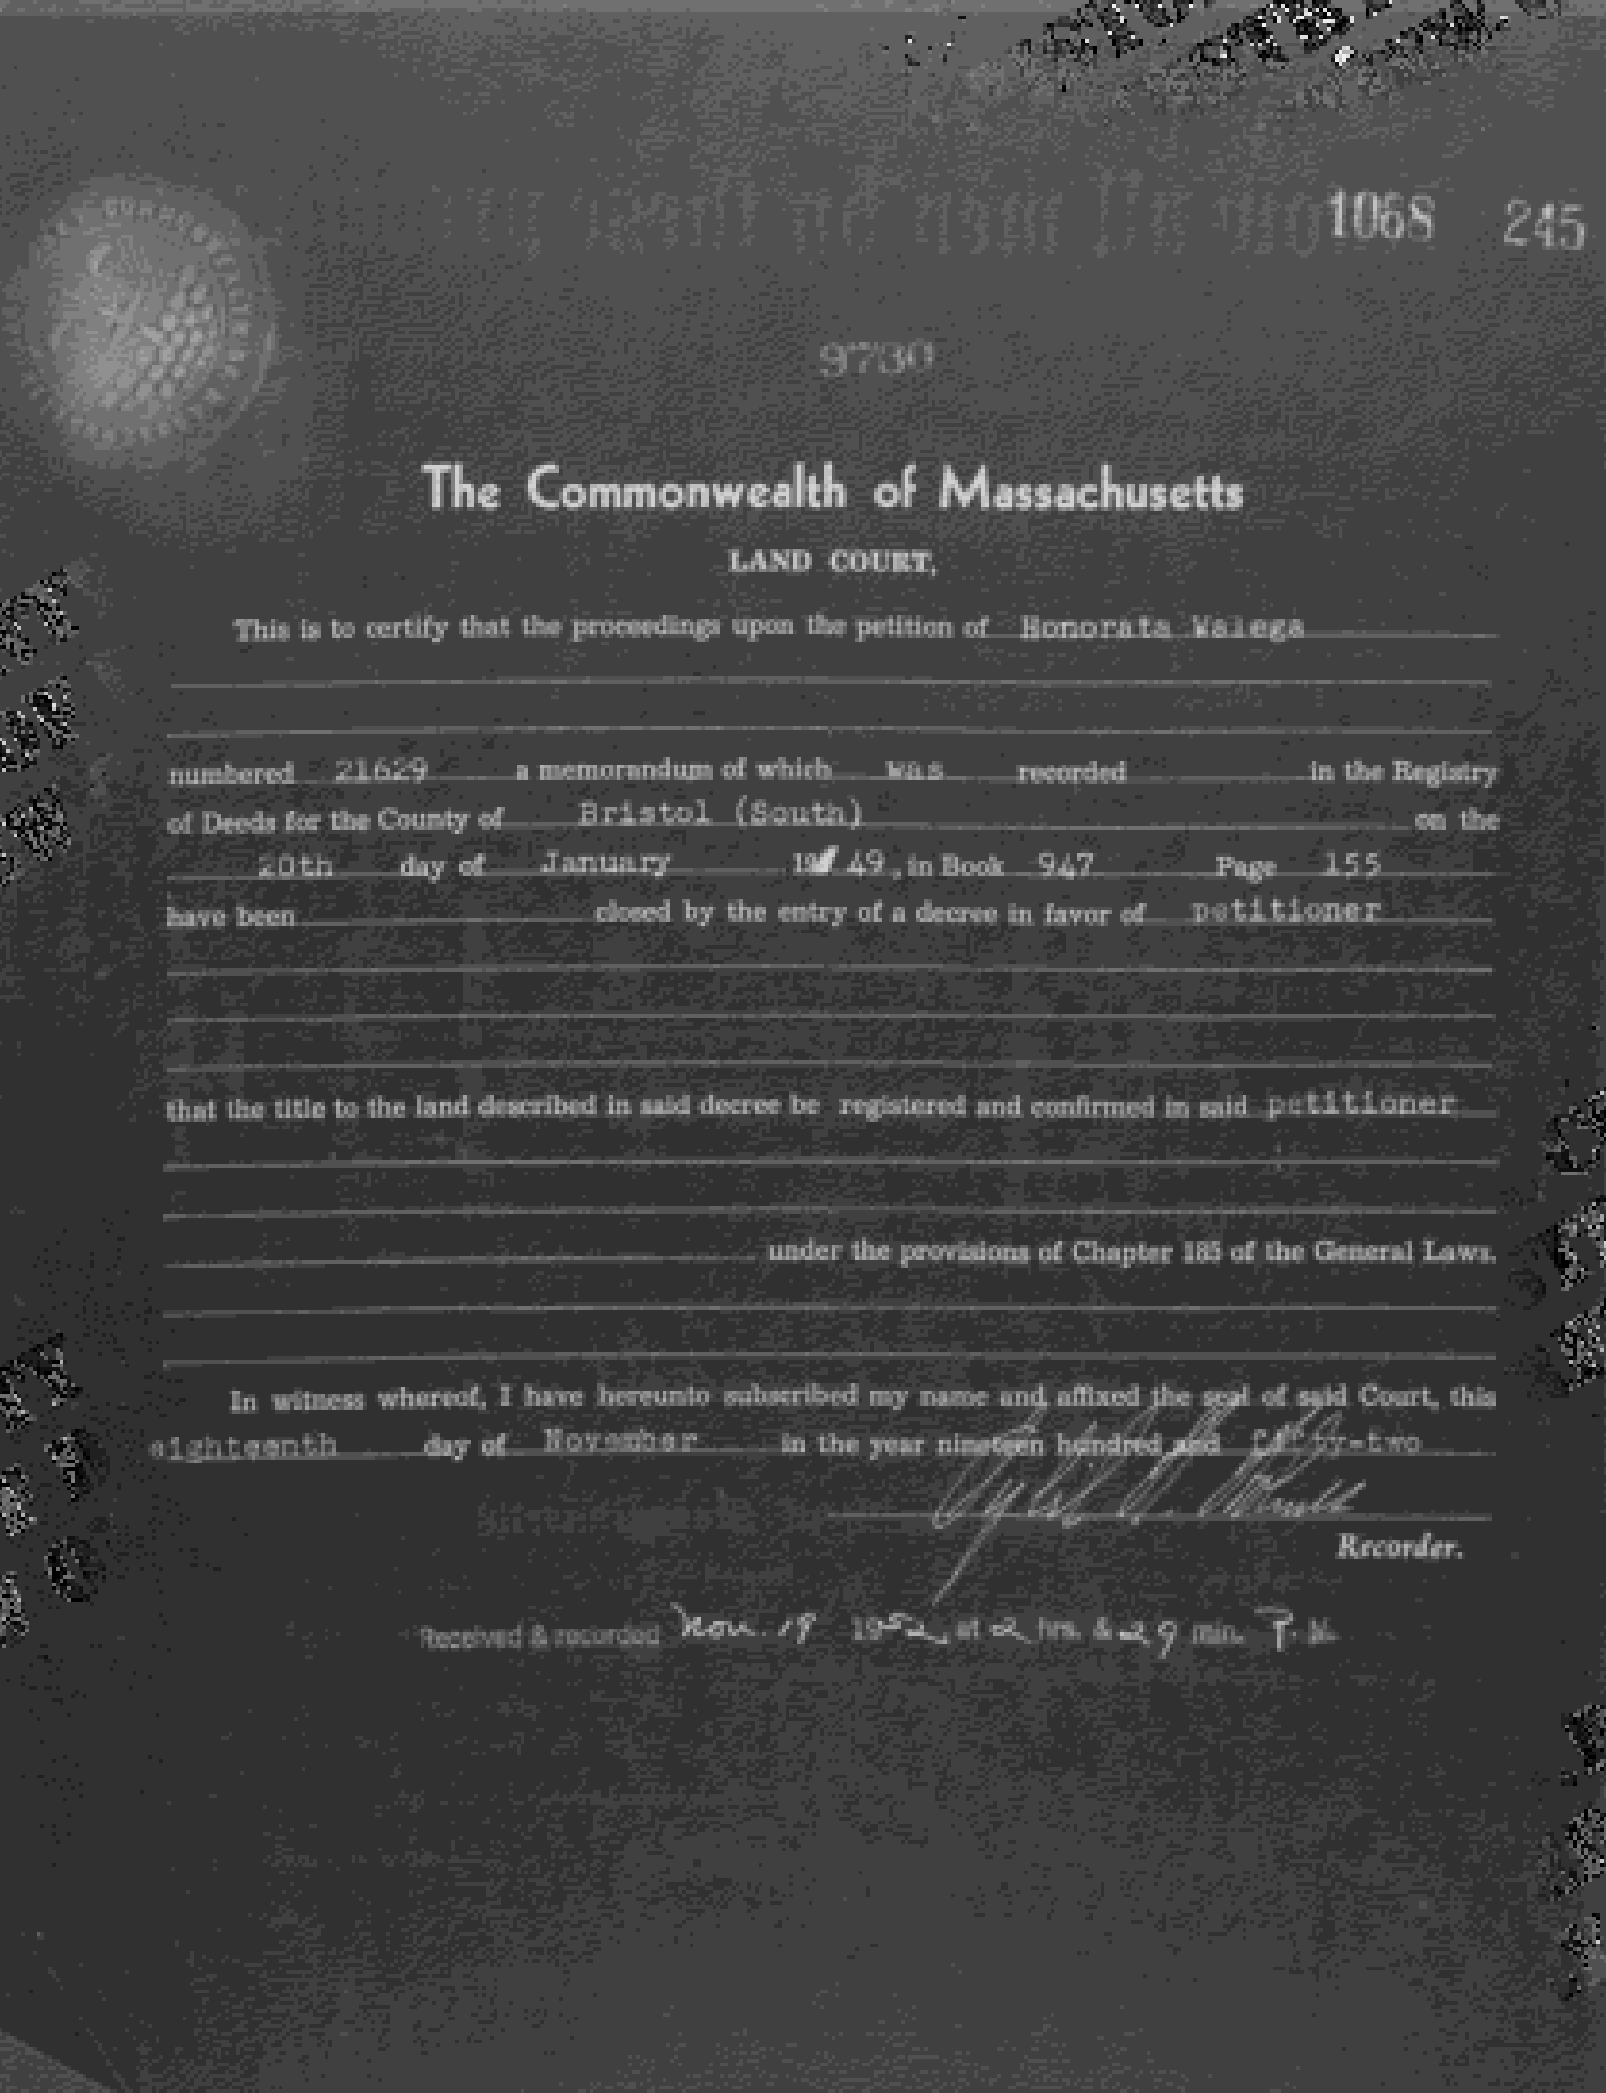 1068 245
9730
The Commonwealth of Massachusetts
LAND COURT,
This is to certify that the proceedings upon the petition of Honorata Walega
numbered 21629 a memorandum of which was recorded in the Registry
of Deeds for the County of Bristol (South) on the
20th day of January 19 49, in Book 947 Page 155
have been closed by the entry of a decree in favor of petitioner
that the title to the land described in said decree be registered and confirmed in said petitioner
under the provisions of Chapter 185 of the General Laws.
In witness whereof, I have hereunto subscribed my name and affixed the seal of said Court, this
eighteenth day of November in the year nineteen hundred and fifty-two
Recorder.
Received & recorded Nov. 19 1952, at 2 hrs. & 29 min. P. M.